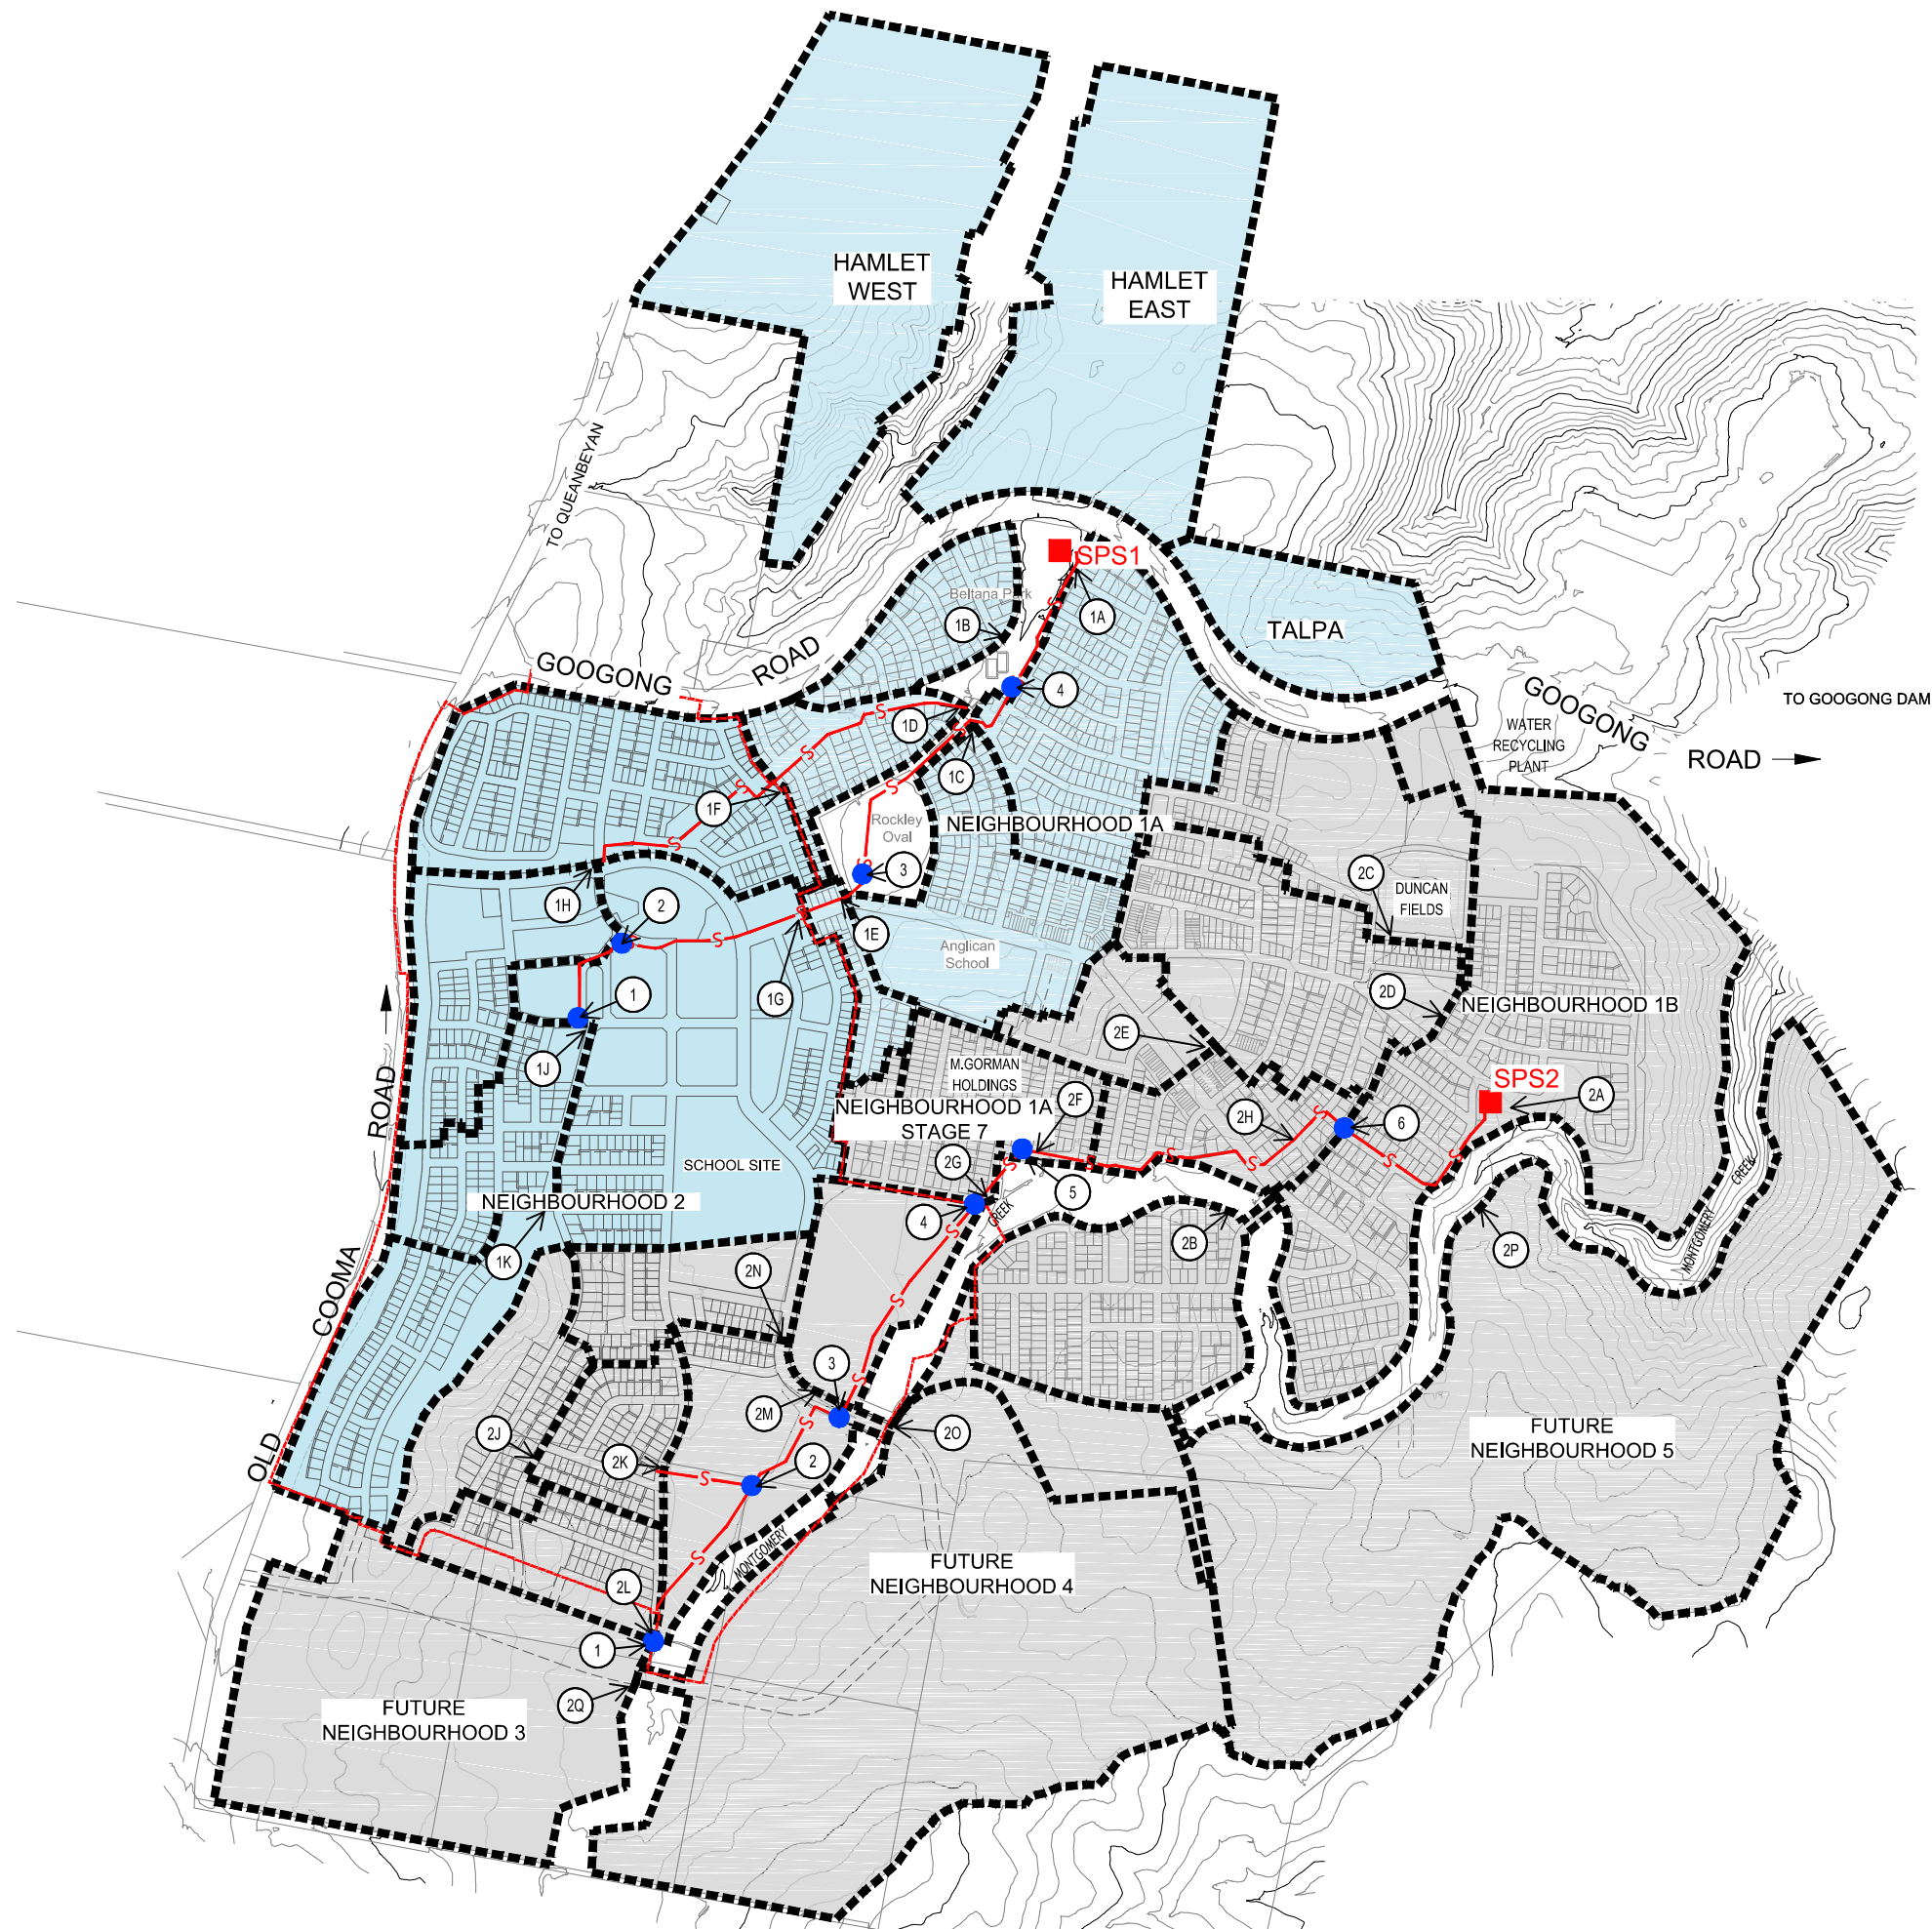 HAMLET
WEST
HAMLET
EAST
TO QUEANBEYAN
SPS1
Beltana Park
1B
1A
TALPA
GOOGONG
ROAD
4
1D
GOOGONG
ROAD
TO GOOGONG DAM
WATER
RECYCLING
PLANT
S
S
S
S
1C
1F
S
S
S
Rockley
Oval
NEIGHBOURHOOD 1A
S
3
2C
DUNCAN
FIELDS
1H
2
S
S
1E
Anglican
School
1
1G
2D
NEIGHBOURHOOD 1B
2E
1J
M.GORMAN
HOLDINGS
SPS2
2A
2F
NEIGHBOURHOOD 1A
STAGE 7
2H
S
6
ROAD
SCHOOL SITE
2G
S
S
S
S
S
S
CREEK
NEIGHBOURHOOD 2
5
4
CREEK
2B
2P
MONTGOMERY
1K
2N
COOMA
S
3
S
2M
2J
OLD
2K
S
S
2
2O
FUTURE
NEIGHBOURHOOD 5
S
MONTGOMERY
FUTURE
NEIGHBOURHOOD 4
2L
1
2Q
FUTURE
NEIGHBOURHOOD 3